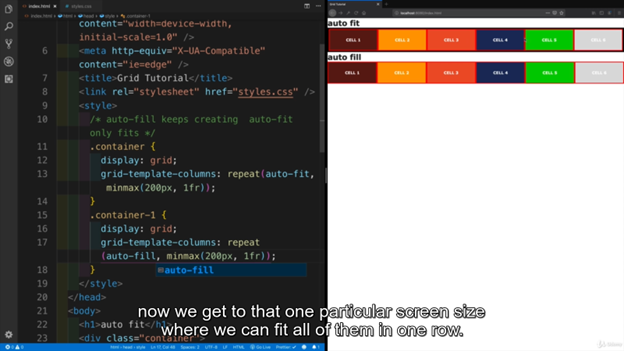 index.html
styles.css
index.html > html > head > style > .container-1
content="width=device-width,
initial-scale=1.0" />
6 <meta http-equiv="X-UA-Compatible"
content="ie=edge" />
7 <title>Grid Tutorial</title>
8 <link rel="stylesheet" href="styles.css" />
9 <style>
10 /* auto-fill keeps creating auto-fit
only fits */
11 .container {
12 display: grid;
13 grid-template-columns: repeat(auto-fit,
minmax(200px, 1fr));
14 }
15 .container-1 {
16 display: grid;
17 grid-template-columns: repeat
(auto-fill, minmax(200px, 1fr));
auto-fill
18 }
19 </style>
20 </head>
21 <body>
22 <h1>auto fit</h1>
23 <div class="container">
auto fit
CELL 1 CELL 2 CELL 3 CELL 4 CELL 5 CELL 6
auto fill
CELL 1 CELL 2 CELL 3 CELL 4 CELL 5 CELL 6
now we get to that one particular screen size
where we can fit all of them in one row.